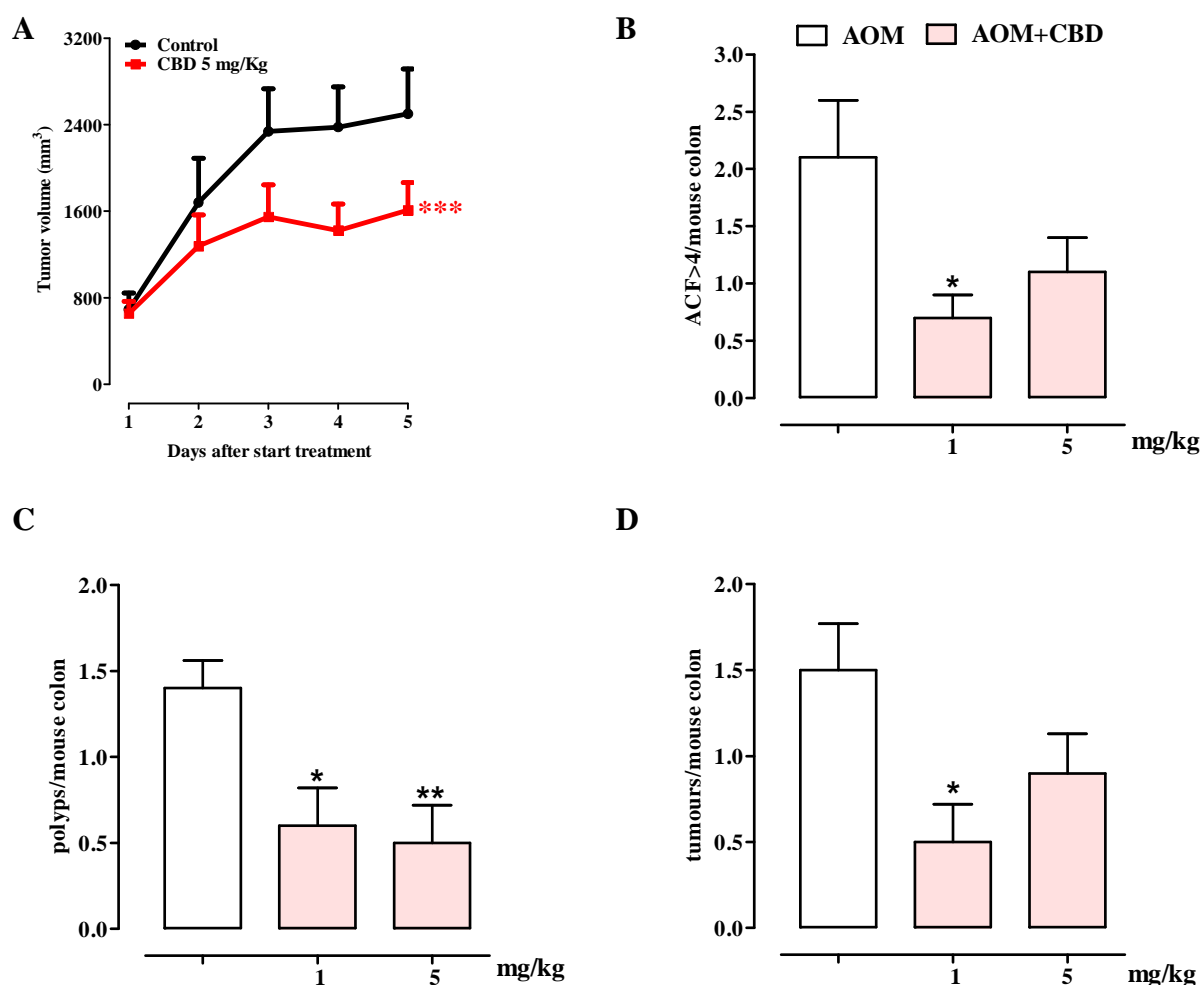 A
Control
CBD 5 mg/Kg
3200
2400
1600
800
0
Tumor volume (mm³)
***
1 2 3 4 5
Days after start treatment
B
AOM AOM+CBD
3.0
2.5
2.0
1.5
1.0
0.5
0.0
ACF>4/mouse colon
*
1 5 mg/kg
C
2.0
1.5
1.0
0.5
0.0
polyps/mouse colon
* **
1 5 mg/kg
D
2.0
1.5
1.0
0.5
0.0
tumours/mouse colon
*
1 5 mg/kg